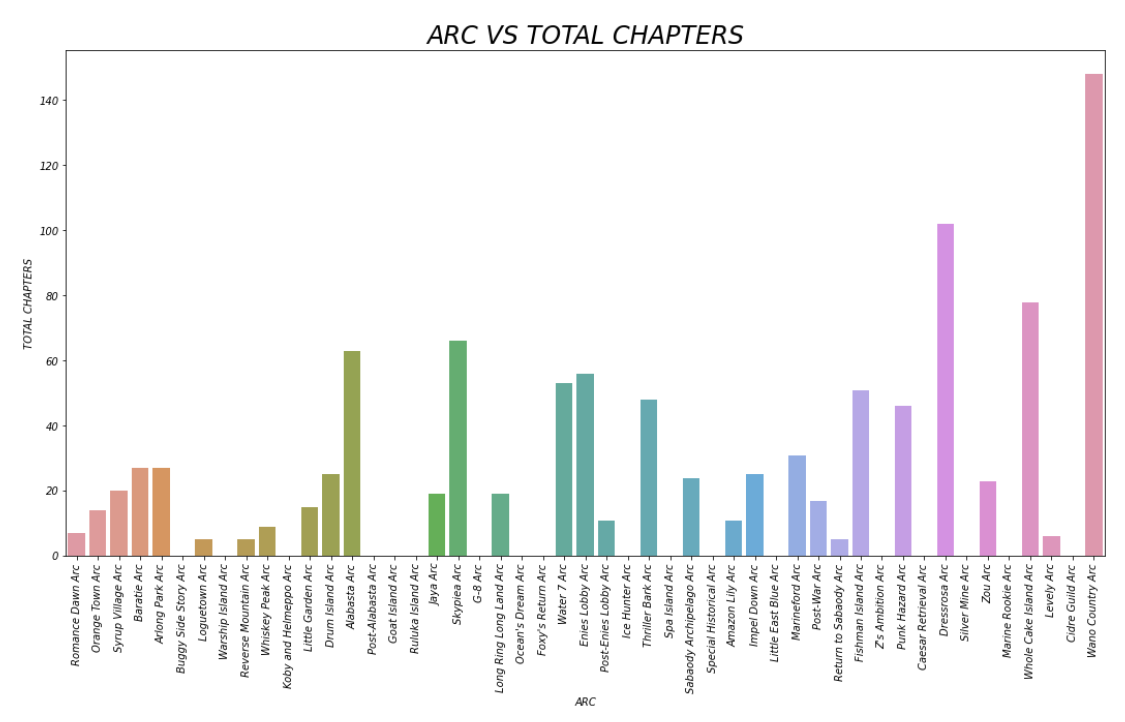 ARC VS TOTAL CHAPTERS
TOTAL CHAPTERS
140
120
100
80
60
40
20
0
Romance Dawn Arc
Orange Town Arc
Syrup Village Arc
Baratie Arc
Arlong Park Arc
Buggy Side Story Arc
Loguetown Arc
Warship Island Arc
Reverse Mountain Arc
Whiskey Peak Arc
Koby and Helmeppo Arc
Little Garden Arc
Drum Island Arc
Alabasta Arc
Post-Alabasta Arc
Goat Island Arc
Ruluka Island Arc
Jaya Arc
Skypiea Arc
G-8 Arc
Long Ring Long Land Arc
Ocean's Dream Arc
Foxy's Return Arc
Water 7 Arc
Enies Lobby Arc
Post-Enies Lobby Arc
Ice Hunter Arc
Thriller Bark Arc
Spa Island Arc
Sabaody Archipelago Arc
Special Historical Arc
Amazon Lily Arc
Impel Down Arc
Little East Blue Arc
Marineford Arc
Post-War Arc
Return to Sabaody Arc
Fishman Island Arc
Z's Ambition Arc
Punk Hazard Arc
Caesar Retrieval Arc
Dressrosa Arc
Silver Mine Arc
Zou Arc
Marine Rookie Arc
Whole Cake Island Arc
Levely Arc
Cidre Guild Arc
Wano Country Arc
ARC